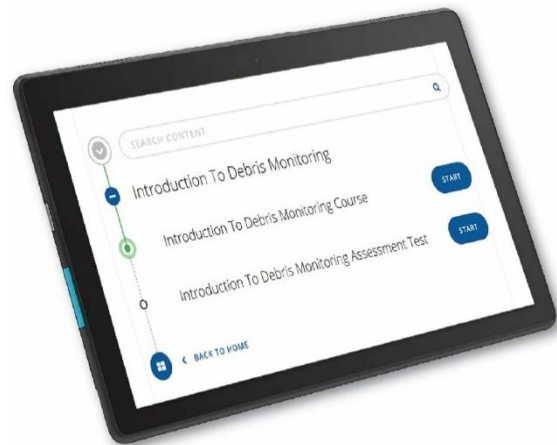 SEARCH CONTENT
Introduction To Debris Monitoring
Introduction To Debris Monitoring Course
START
Introduction To Debris Monitoring Assessment Test
START
BACK TO HOME